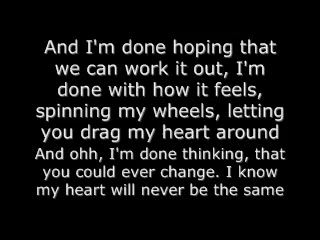 And I'm done hoping that
we can work it out, I'm
done with how it feels,
spinning my wheels, letting
you drag my heart around
And ohh, I'm done thinking, that
you could ever change. I know
my heart will never be the same